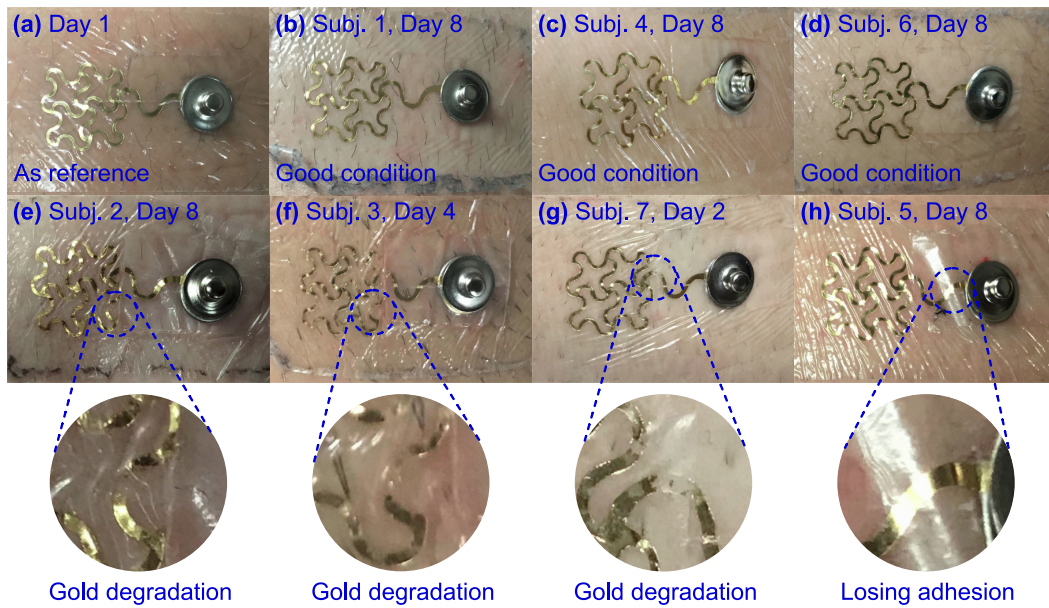 (a) Day 1
(b) Subj. 1, Day 8
(c) Subj. 4, Day 8
(d) Subj. 6, Day 8
As reference
Good condition
Good condition
Good condition
(e) Subj. 2, Day 8
(f) Subj. 3, Day 4
(g) Subj. 7, Day 2
(h) Subj. 5, Day 8
Gold degradation
Gold degradation
Gold degradation
Losing adhesion